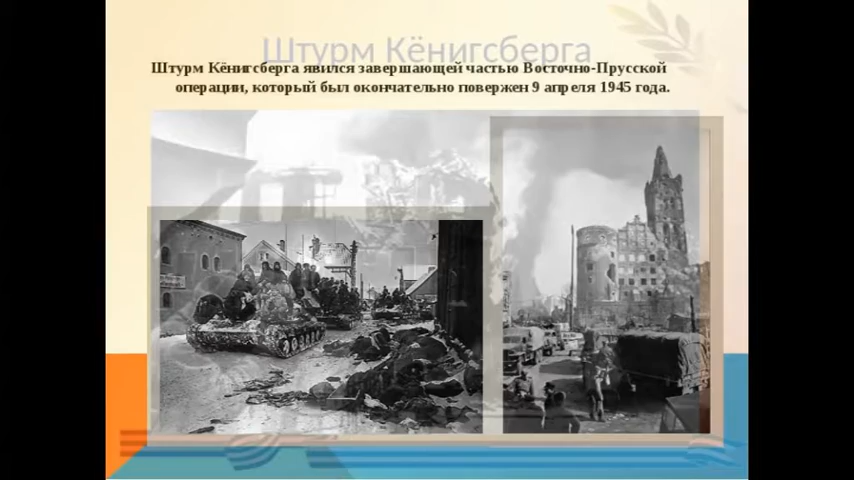 Штурм Кёнигсберга
Штурм Кёнигсберга явился завершающей частью Восточно-Прусской
операции, который был окончательно повержен 9 апреля 1945 года.